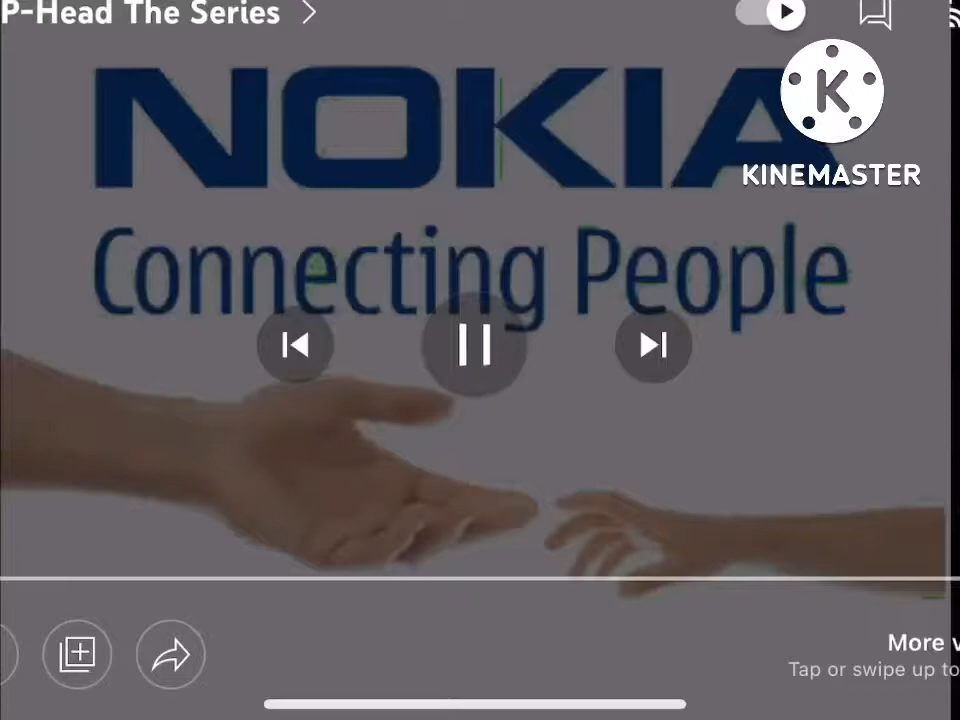 P-Head The Series
NOKIA
K
KINEMASTER
Connecting People
More v
Tap or swipe up to